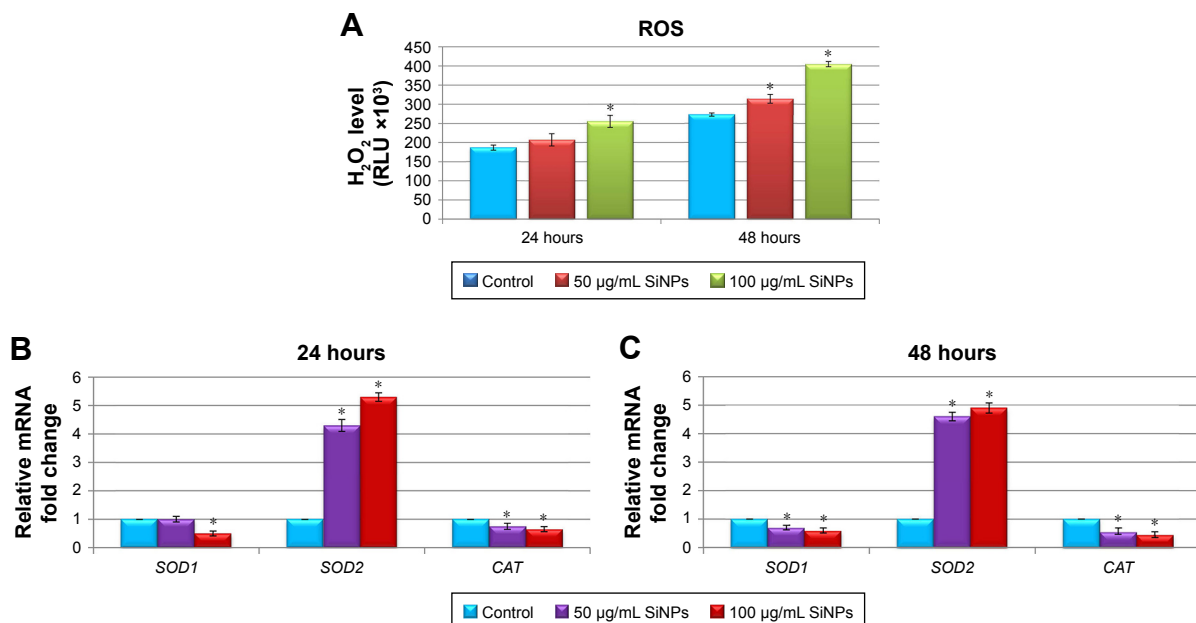 A
ROS
H₂O₂ level
(RLU ×10³)
450
400
350
300
250
200
150
100
50
0
*
*
*
24 hours
48 hours
Control
50 µg/mL SiNPs
100 µg/mL SiNPs
B
24 hours
Relative mRNA
fold change
6
5
4
3
2
1
0
*
*
*
*
*
SOD1
SOD2
CAT
C
48 hours
Relative mRNA
fold change
6
5
4
3
2
1
0
*
*
*
*
*
*
SOD1
SOD2
CAT
Control
50 µg/mL SiNPs
100 µg/mL SiNPs